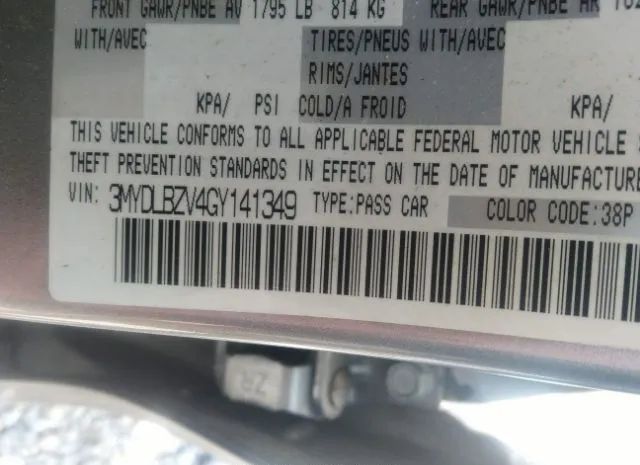 FRONT GAWR/PNBE AV 1795 LB 814 KG REAR GAWR/PNBE AR
WITH/AVEC TIRES/PNEUS WITH/AVEC
RIMS/JANTES
KPA/ PSI COLD/A FROID KPA/
THIS VEHICLE CONFORMS TO ALL APPLICABLE FEDERAL MOTOR VEHICLE
THEFT PREVENTION STANDARDS IN EFFECT ON THE DATE OF MANUFACTURE
VIN: 3MYDLBZV4GY141349 TYPE:PASS CAR COLOR CODE:38P